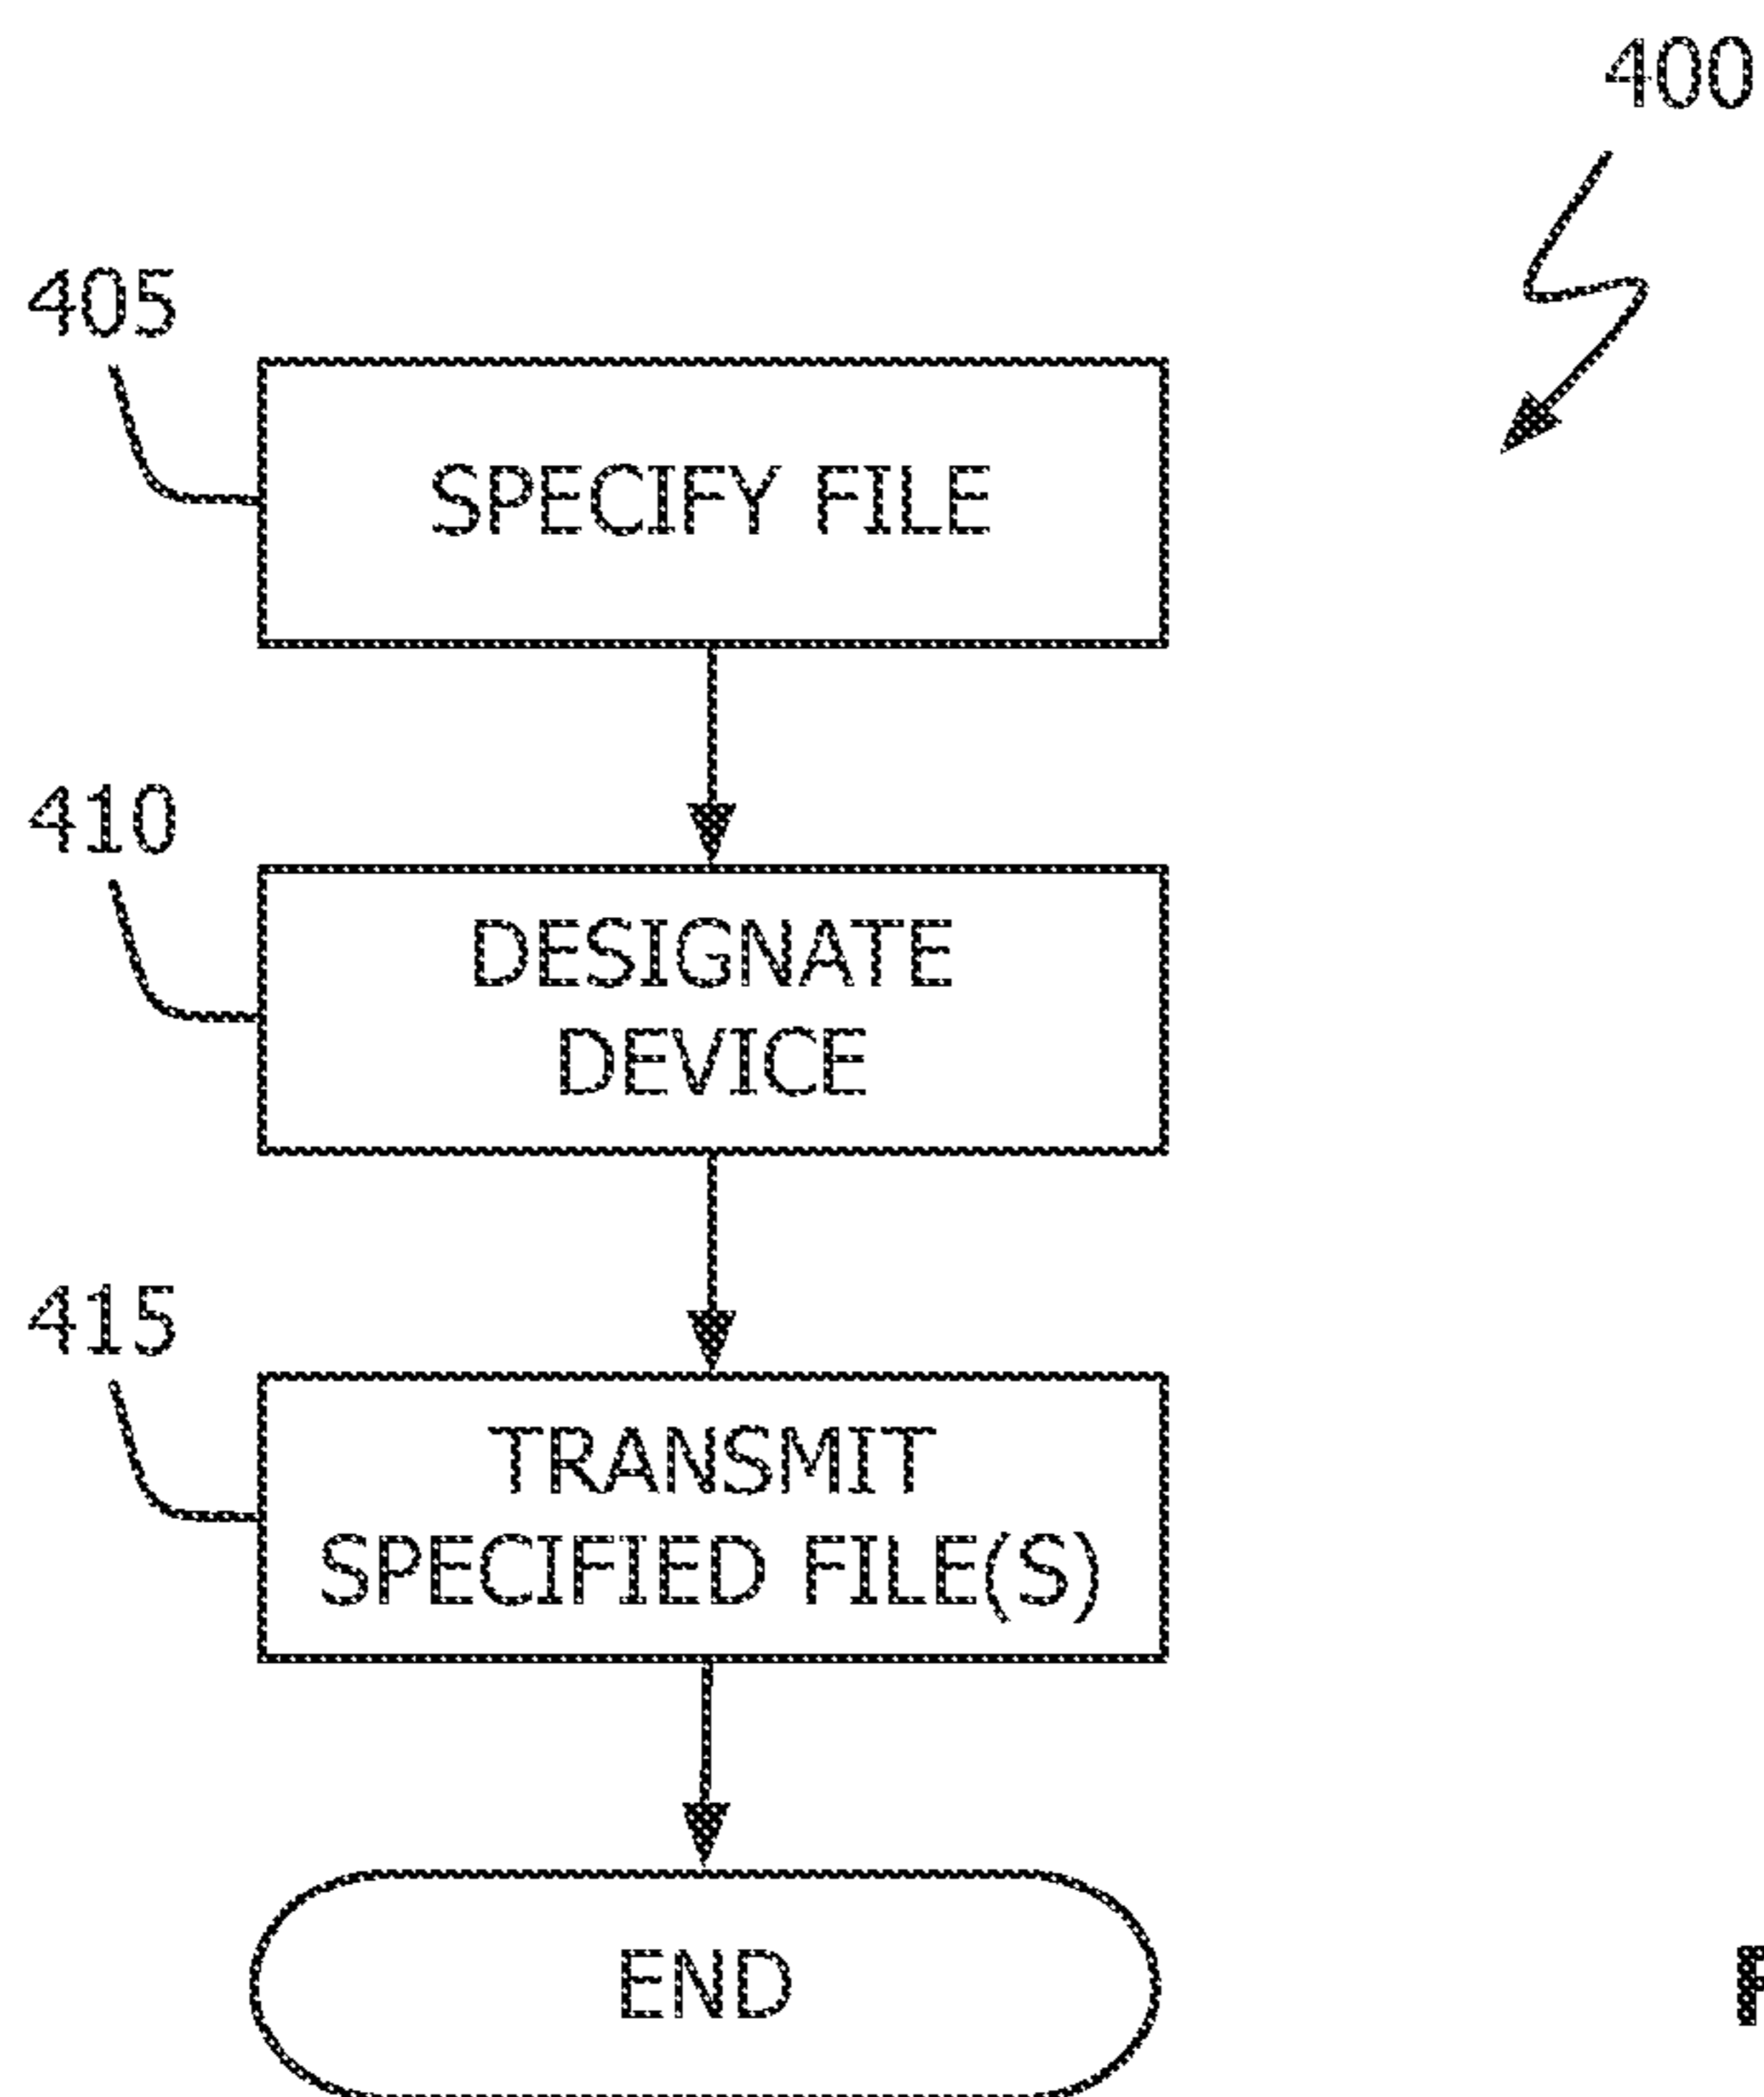 400
405
SPECIFY FILE
410
DESIGNATE
DEVICE
415
TRANSMIT
SPECIFIED FILE(S)
END